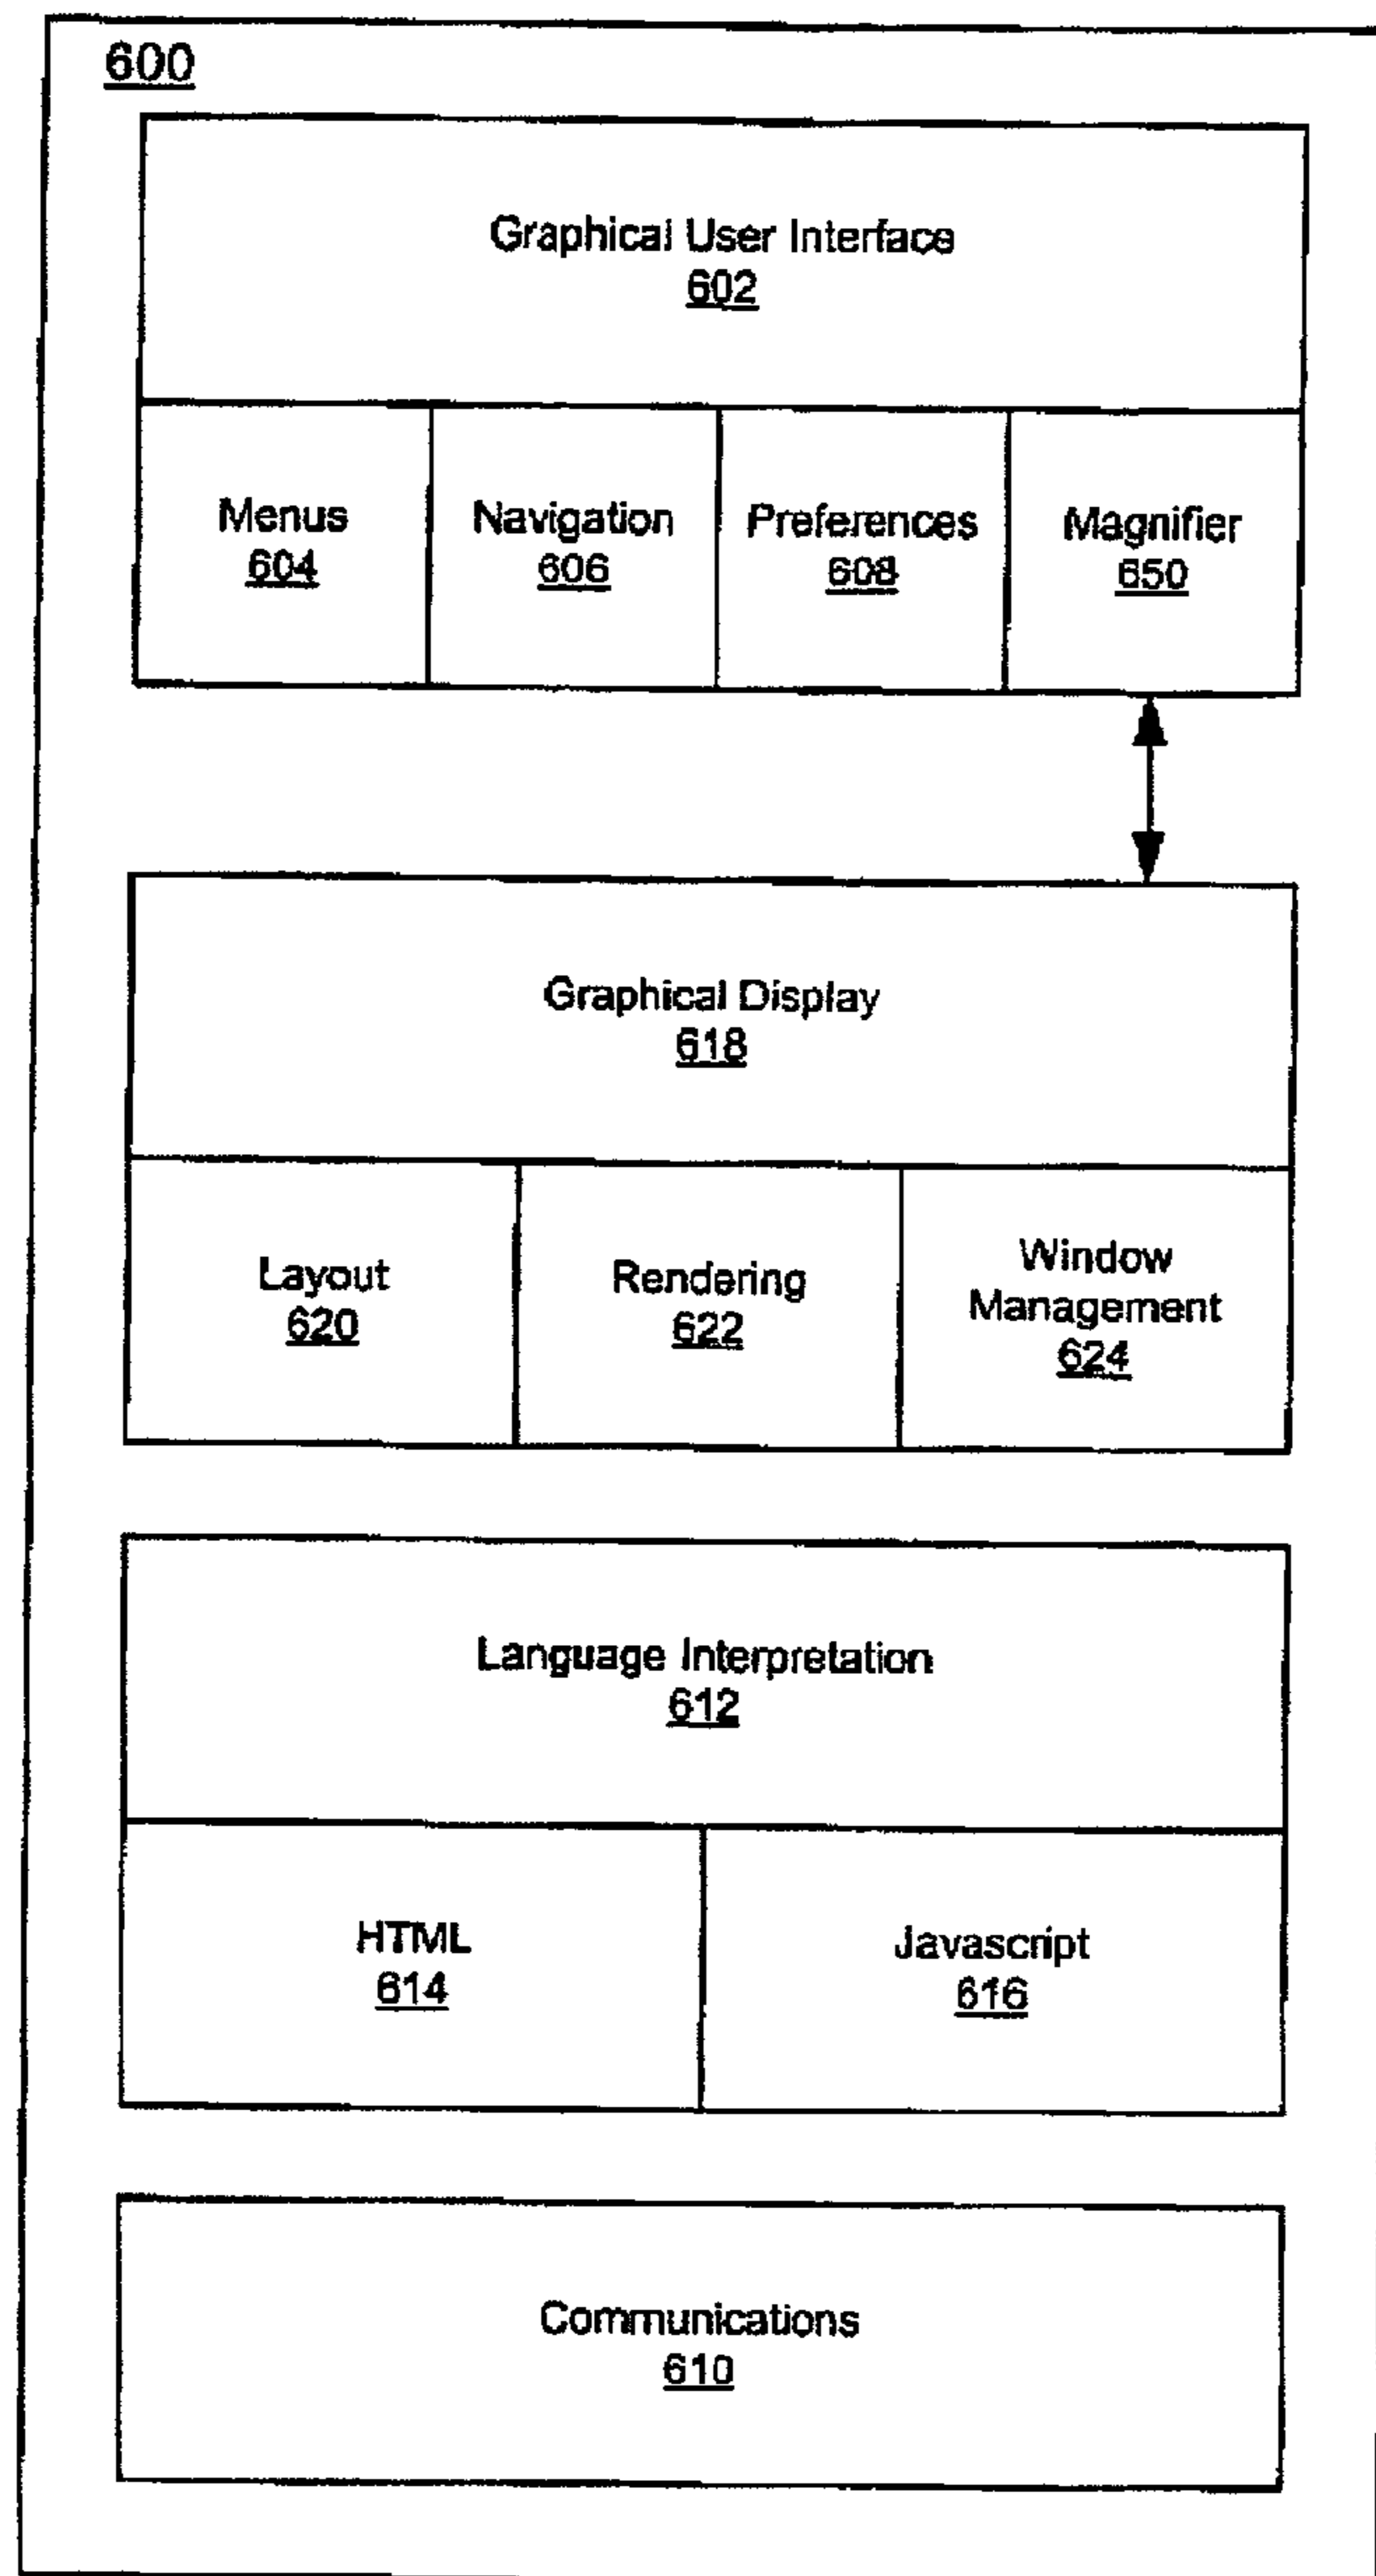 600
Graphical User Interface
602
Menus
604
Navigation
606
Preferences
608
Magnifier
650
Graphical Display
618
Layout
620
Rendering
622
Window
Management
624
Language Interpretation
612
HTML
614
Javascript
616
Communications
610